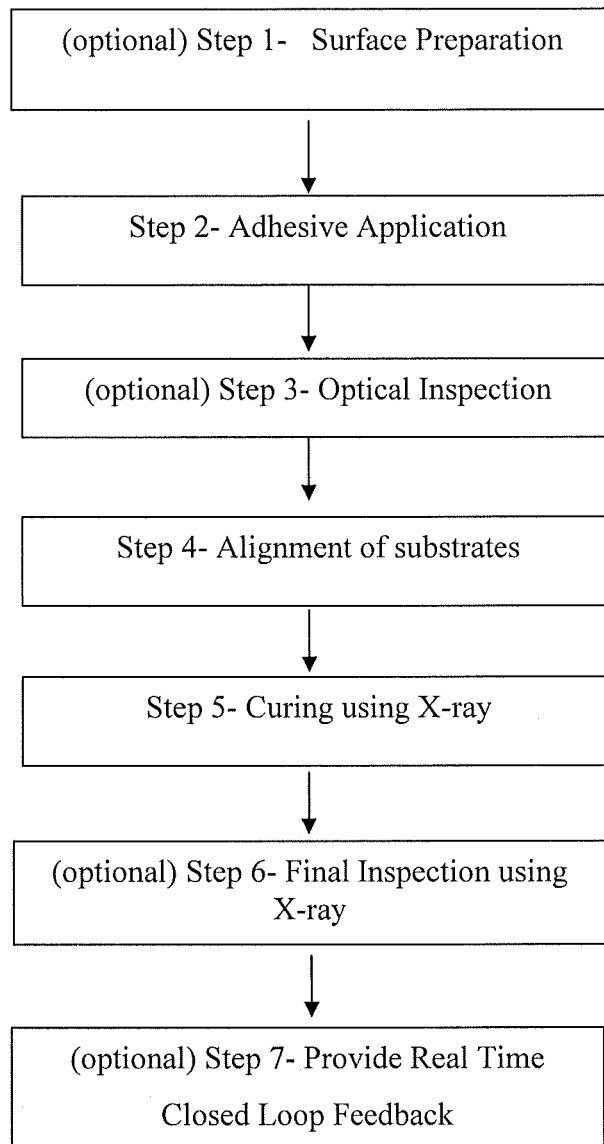 (optional) Step 1- Surface Preparation
Step 2- Adhesive Application
(optional) Step 3- Optical Inspection
Step 4- Alignment of substrates
Step 5- Curing using X-ray
(optional) Step 6- Final Inspection using
X-ray
(optional) Step 7- Provide Real Time
Closed Loop Feedback